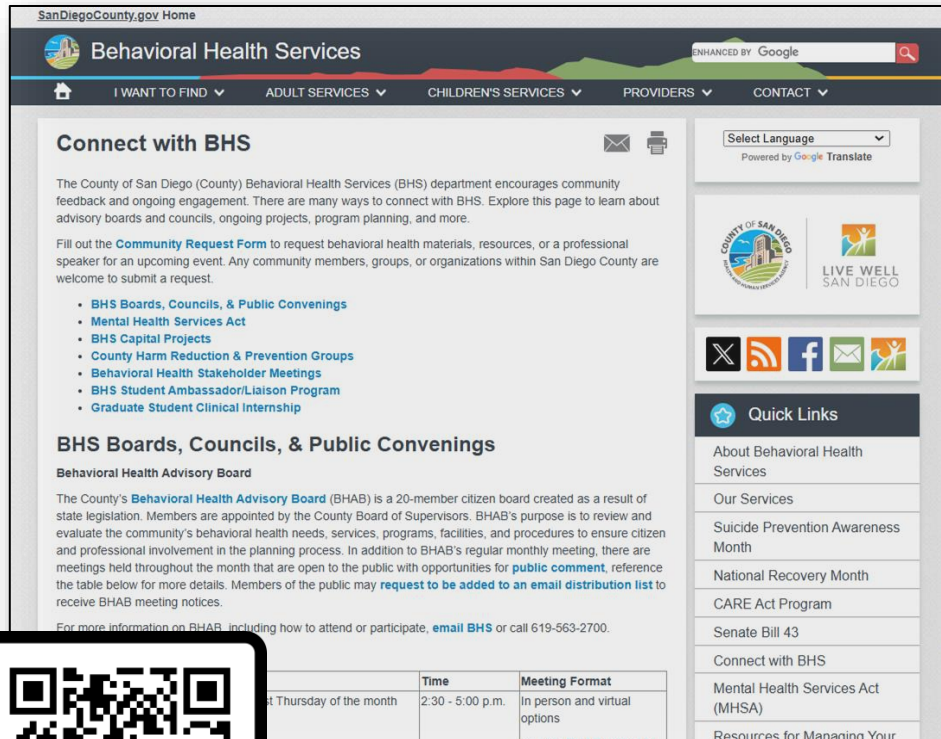 SanDiegoCounty.gov Home
Behavioral Health Services
ENHANCED BY Google
I WANT TO FIND
ADULT SERVICES
CHILDREN'S SERVICES
PROVIDERS
CONTACT
Connect with BHS
The County of San Diego (County) Behavioral Health Services (BHS) department encourages community
feedback and ongoing engagement. There are many ways to connect with BHS. Explore this page to learn about
advisory boards and councils, ongoing projects, program planning, and more.
Fill out the Community Request Form to request behavioral health materials, resources, or a professional
speaker for an upcoming event. Any community members, groups, or organizations within San Diego County are
welcome to submit a request.
• BHS Boards, Councils, & Public Convenings
• Mental Health Services Act
• BHS Capital Projects
• County Harm Reduction & Prevention Groups
• Behavioral Health Stakeholder Meetings
• BHS Student Ambassador/Liaison Program
• Graduate Student Clinical Internship
BHS Boards, Councils, & Public Convenings
Behavioral Health Advisory Board
The County's Behavioral Health Advisory Board (BHAB) is a 20-member citizen board created as a result of
state legislation. Members are appointed by the County Board of Supervisors. BHAB's purpose is to review and
evaluate the community's behavioral health needs, services, programs, facilities, and procedures to ensure citizen
and professional involvement in the planning process. In addition to BHAB's regular monthly meeting, there are
meetings held throughout the month that are open to the public with opportunities for public comment, reference
the table below for more details. Members of the public may request to be added to an email distribution list to
receive BHAB meeting notices.
For more information on BHAB, including how to attend or participate, email BHS or call 619-563-2700.
Time
Meeting Format
st Thursday of the month
2:30 - 5:00 p.m.
In person and virtual
options
Select Language
Powered by Google Translate
COUNTY OF SAN DIEGO
HEALTH AND HUMAN SERVICES AGENCY
LIVE WELL
SAN DIEGO
Quick Links
About Behavioral Health
Services
Our Services
Suicide Prevention Awareness
Month
National Recovery Month
CARE Act Program
Senate Bill 43
Connect with BHS
Mental Health Services Act
(MHSA)
Resources for Managing Your